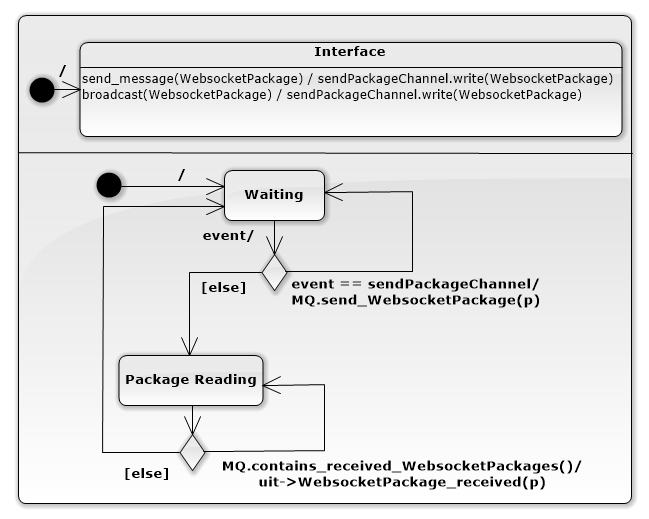 Interface
/
send_message(WebsocketPackage) / sendPackageChannel.write(WebsocketPackage)
broadcast(WebsocketPackage) / sendPackageChannel.write(WebsocketPackage)
/
Waiting
event/
[else]
event == sendPackageChannel/
MQ.send_WebsocketPackage(p)
Package Reading
MQ.contains_received_WebsocketPackages()/
uit->WebsocketPackage_received(p)
[else]